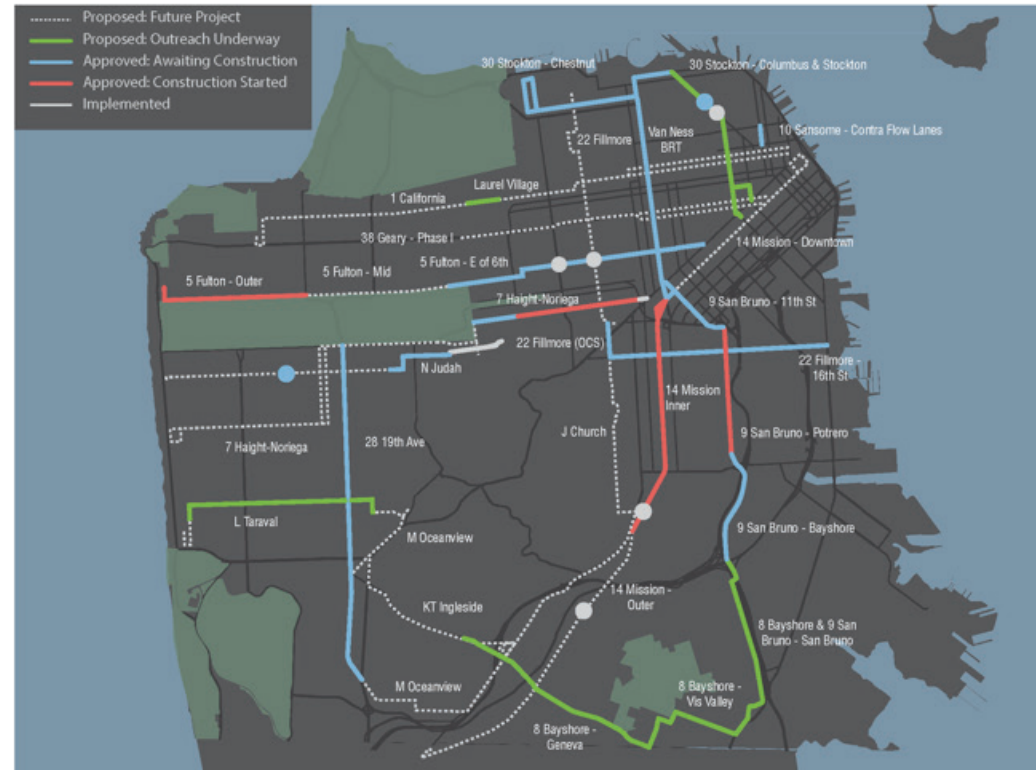 Proposed: Future Project
Proposed: Outreach Underway
Approved: Awaiting Construction
Approved: Construction Started
Implemented
30 Stockton - Chestnut
30 Stockton - Columbus & Stockton
22 Fillmore
Van Ness
BRT
10 Sansome - Contra Flow Lanes
Laurel Village
1 California
38 Geary - Phase I
14 Mission - Downtown
5 Fulton - E of 6th
5 Fulton - Mid
5 Fulton - Outer
7 Haight-Noriega
9 San Bruno - 11th St
22 Fillmore (OCS)
22 Fillmore -
16th St
N Judah
14 Mission
Inner
J Church
9 San Bruno - Potrero
28 19th Ave
7 Haight-Noriega
L Taraval
M Oceanview
9 San Bruno - Bayshore
14 Mission -
Outer
KT Ingleside
8 Bayshore & 9 San
Bruno - San Bruno
M Oceanview
8 Bayshore -
Vis Valley
8 Bayshore -
Geneva